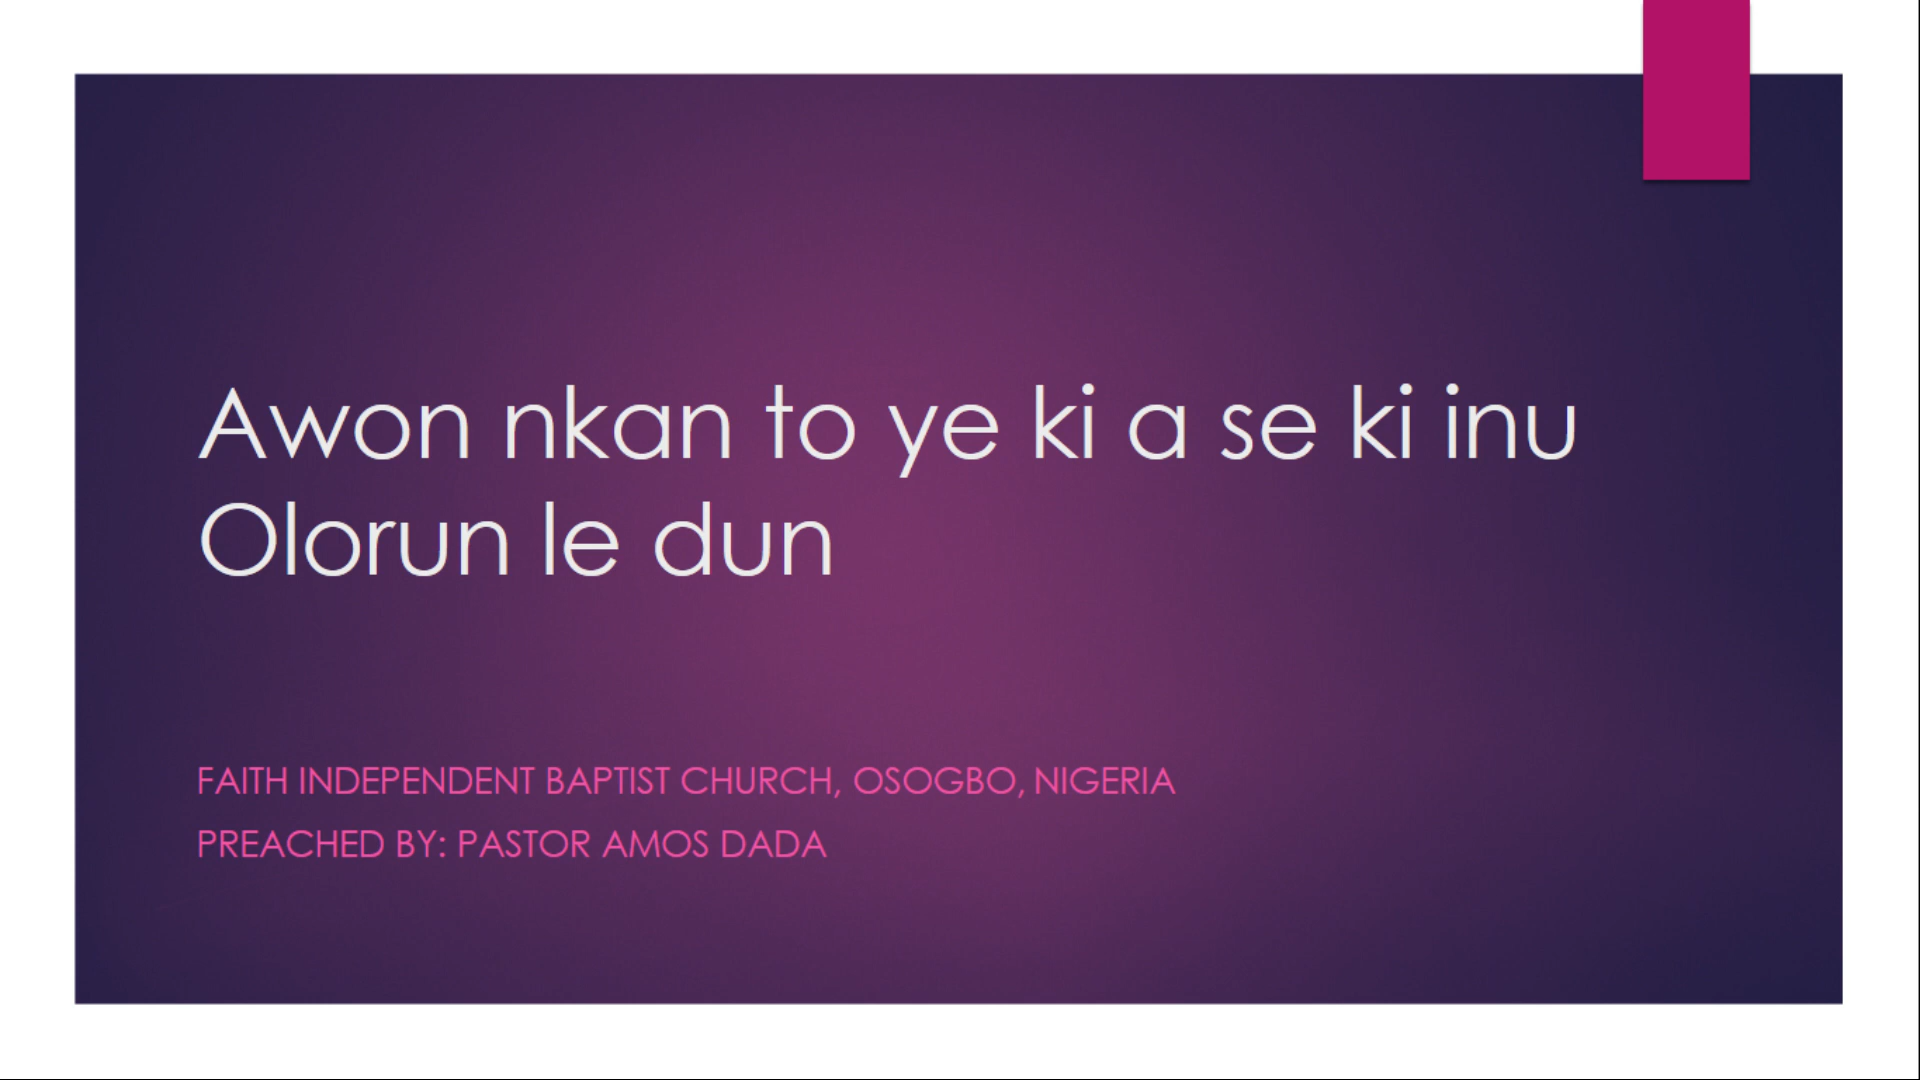 Awon nkan to ye ki a se ki inu
Olorun le dun
FAITH INDEPENDENT BAPTIST CHURCH, OSOGBO, NIGERIA
PREACHED BY: PASTOR AMOS DADA